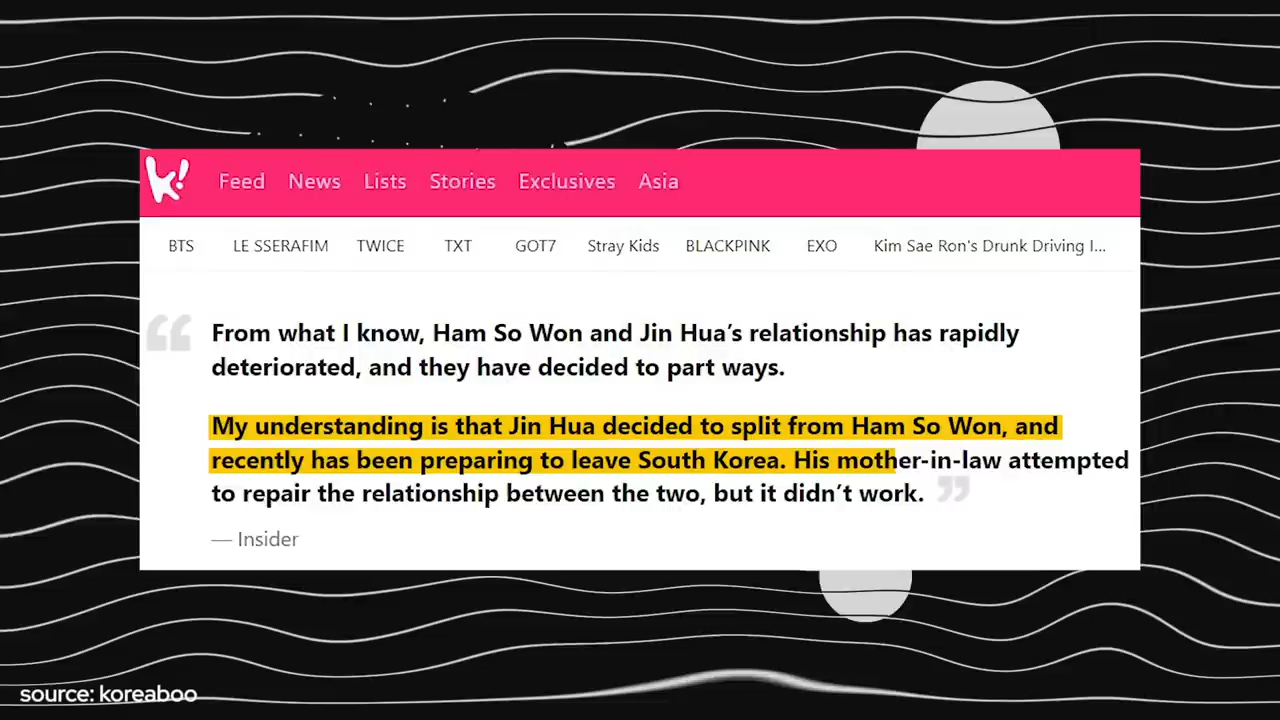 k!
Feed News Lists Stories Exclusives Asia
BTS LE SSERAFIM TWICE TXT GOT7 Stray Kids BLACKPINK EXO Kim Sae Ron's Drunk Driving I...
“
From what I know, Ham So Won and Jin Hua’s relationship has rapidly
deteriorated, and they have decided to part ways.
My understanding is that Jin Hua decided to split from Ham So Won, and
recently has been preparing to leave South Korea. His mother-in-law attempted
to repair the relationship between the two, but it didn’t work. ”
— Insider
source: koreaboo